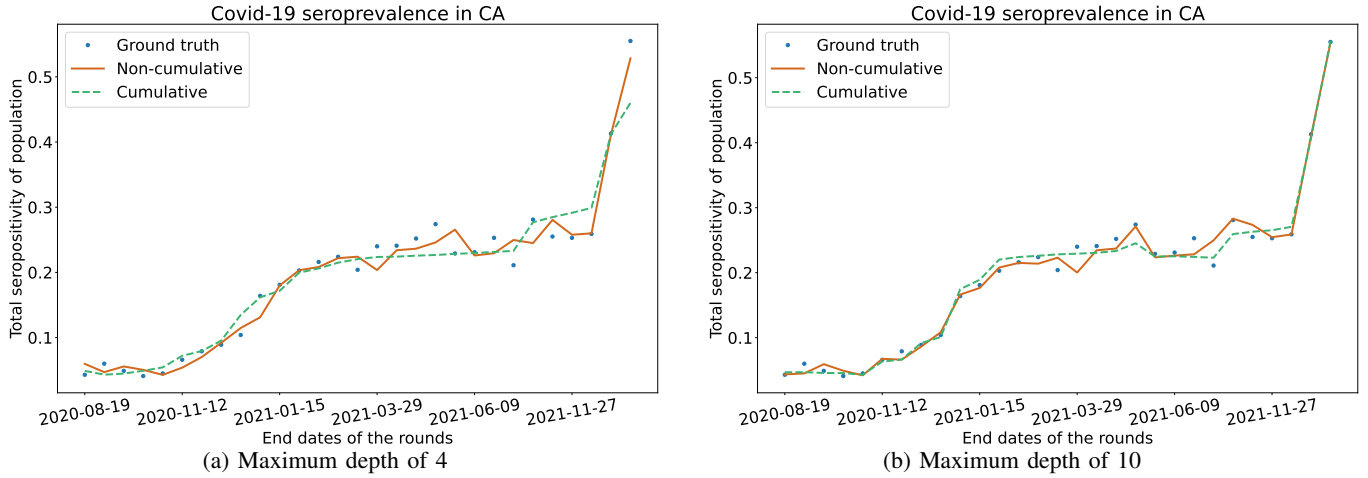 Covid-19 seroprevalence in CA
Ground truth
Non-cumulative
Cumulative
Total seropositivity of population
0.5
0.4
0.3
0.2
0.1
2020-08-19 2020-11-12 2021-01-15 2021-03-29 2021-06-09 2021-11-27
End dates of the rounds
(a) Maximum depth of 4
Covid-19 seroprevalence in CA
Ground truth
Non-cumulative
Cumulative
Total seropositivity of population
0.5
0.4
0.3
0.2
0.1
2020-08-19 2020-11-12 2021-01-15 2021-03-29 2021-06-09 2021-11-27
End dates of the rounds
(b) Maximum depth of 10